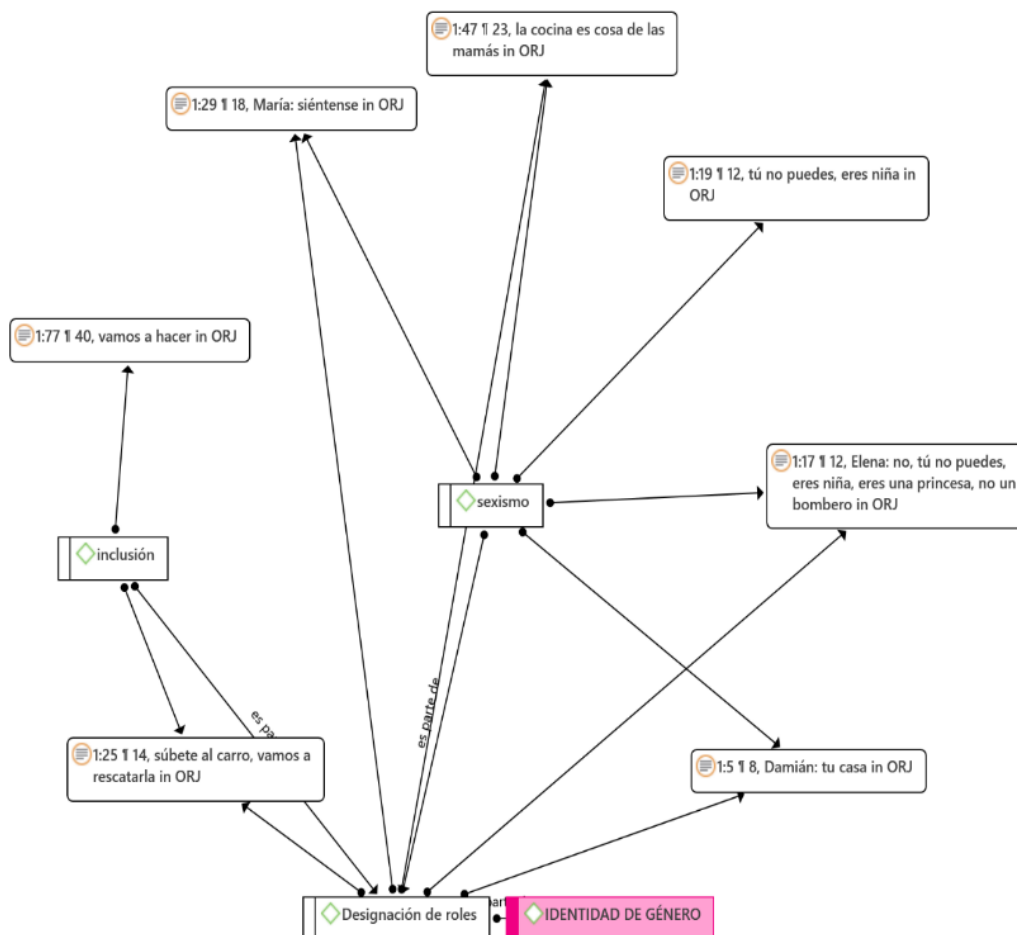 1:47 ¶ 23, la cocina es cosa de las
mamás in ORJ
1:29 ¶ 18, María: siéntense in ORJ
1:19 ¶ 12, tú no puedes, eres niña in
ORJ
1:77 ¶ 40, vamos a hacer in ORJ
1:17 ¶ 12, Elena: no, tú no puedes,
eres niña, eres una princesa, no un
bombero in ORJ
sexismo
inclusión
es parte de
es
1:25 ¶ 14, súbete al carro, vamos a
rescatarla in ORJ
1:5 ¶ 8, Damián: tu casa in ORJ
Designación de roles
IDENTIDAD DE GÉNERO